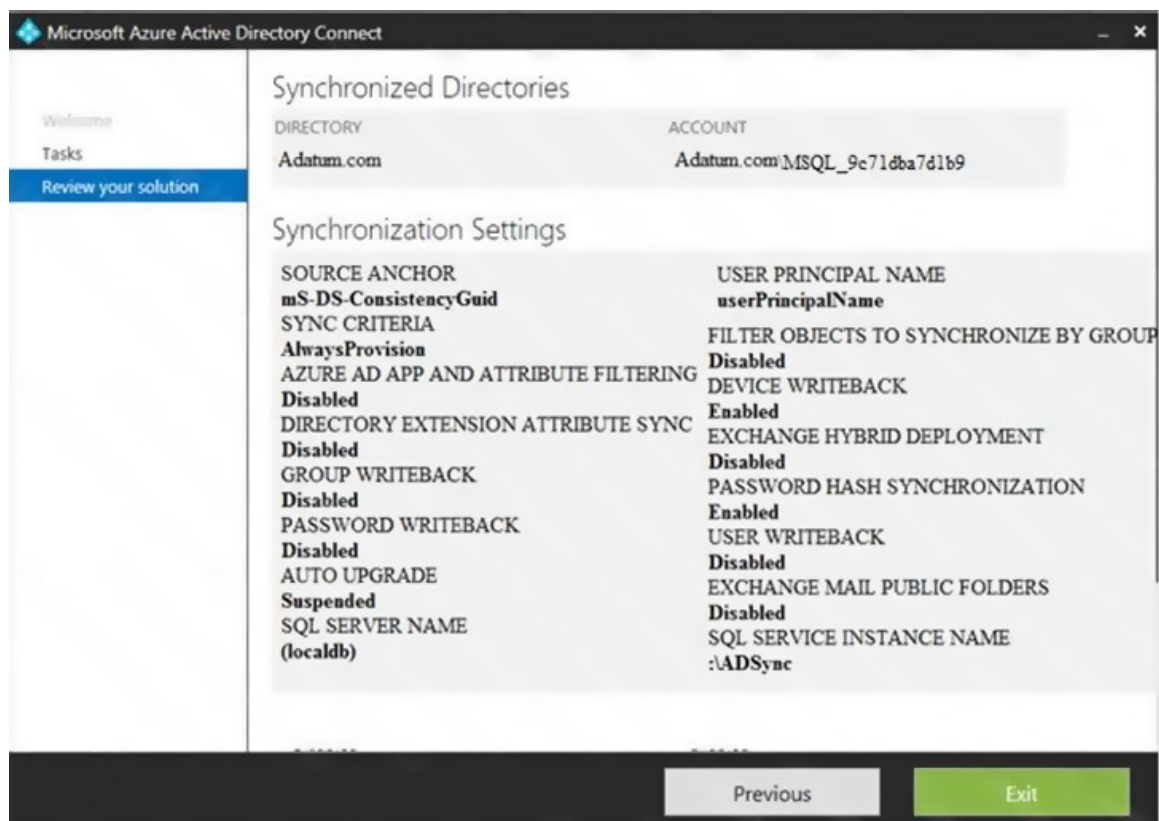 Microsoft Azure Active Directory Connect
Welcome
Tasks
Review your solution
Synchronized Directories
DIRECTORY ACCOUNT
Adatum.com Adatum.com\MSQL_9c71dba7d1b9
Synchronization Settings
SOURCE ANCHOR
mS-DS-ConsistencyGuid
SYNC CRITERIA
AlwaysProvision
AZURE AD APP AND ATTRIBUTE FILTERING
Disabled
DIRECTORY EXTENSION ATTRIBUTE SYNC
Disabled
GROUP WRITEBACK
Disabled
PASSWORD WRITEBACK
Disabled
AUTO UPGRADE
Suspended
SQL SERVER NAME
(localdb)
USER PRINCIPAL NAME
userPrincipalName
FILTER OBJECTS TO SYNCHRONIZE BY GROUP
Disabled
DEVICE WRITEBACK
Enabled
EXCHANGE HYBRID DEPLOYMENT
Disabled
PASSWORD HASH SYNCHRONIZATION
Enabled
USER WRITEBACK
Disabled
EXCHANGE MAIL PUBLIC FOLDERS
Disabled
SQL SERVICE INSTANCE NAME
:\ADSync
Previous
Exit